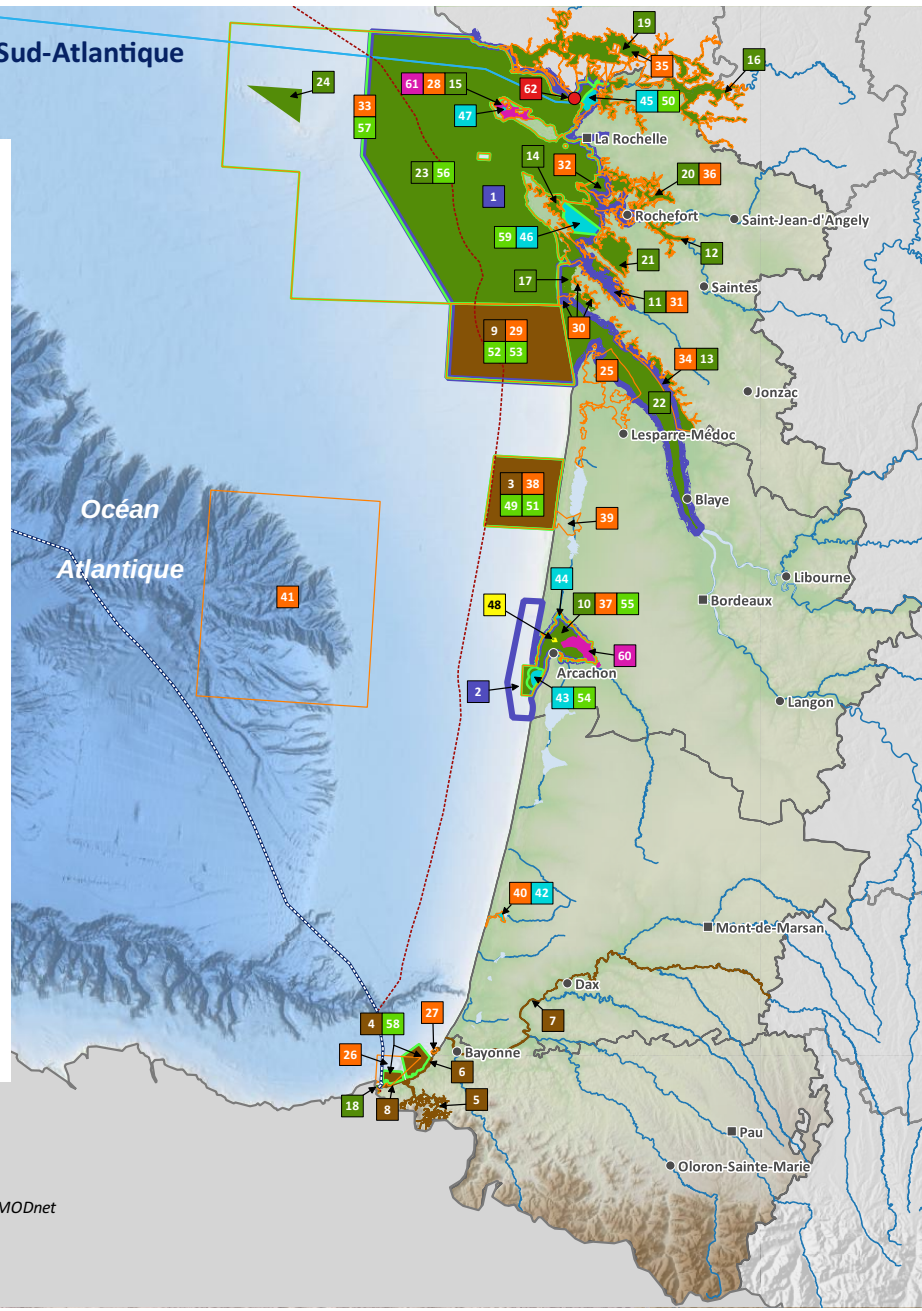 Sud-Atlantique
19
35
24
16
61 28 15
62
33
45 50
47
57
La Rochelle
14
32
23 56
20 36
1
Rochefort
Saint-Jean-d'Angely
59 46
12
21
17
Saintes
11 31
30
9 29
52 53
34 13
25
Jonzac
22
Lesparre-Médoc
3 38
49 51
Blaye
Océan
39
Atlantique
44
Libourne
41
48
10 37 55
Bordeaux
60
Arcachon
2
43 54
Langon
40 42
Mont-de-Marsan
Dax
27
4 58
7
26
Bayonne
6
18
8
5
Pau
Oloron-Sainte-Marie
MODnet